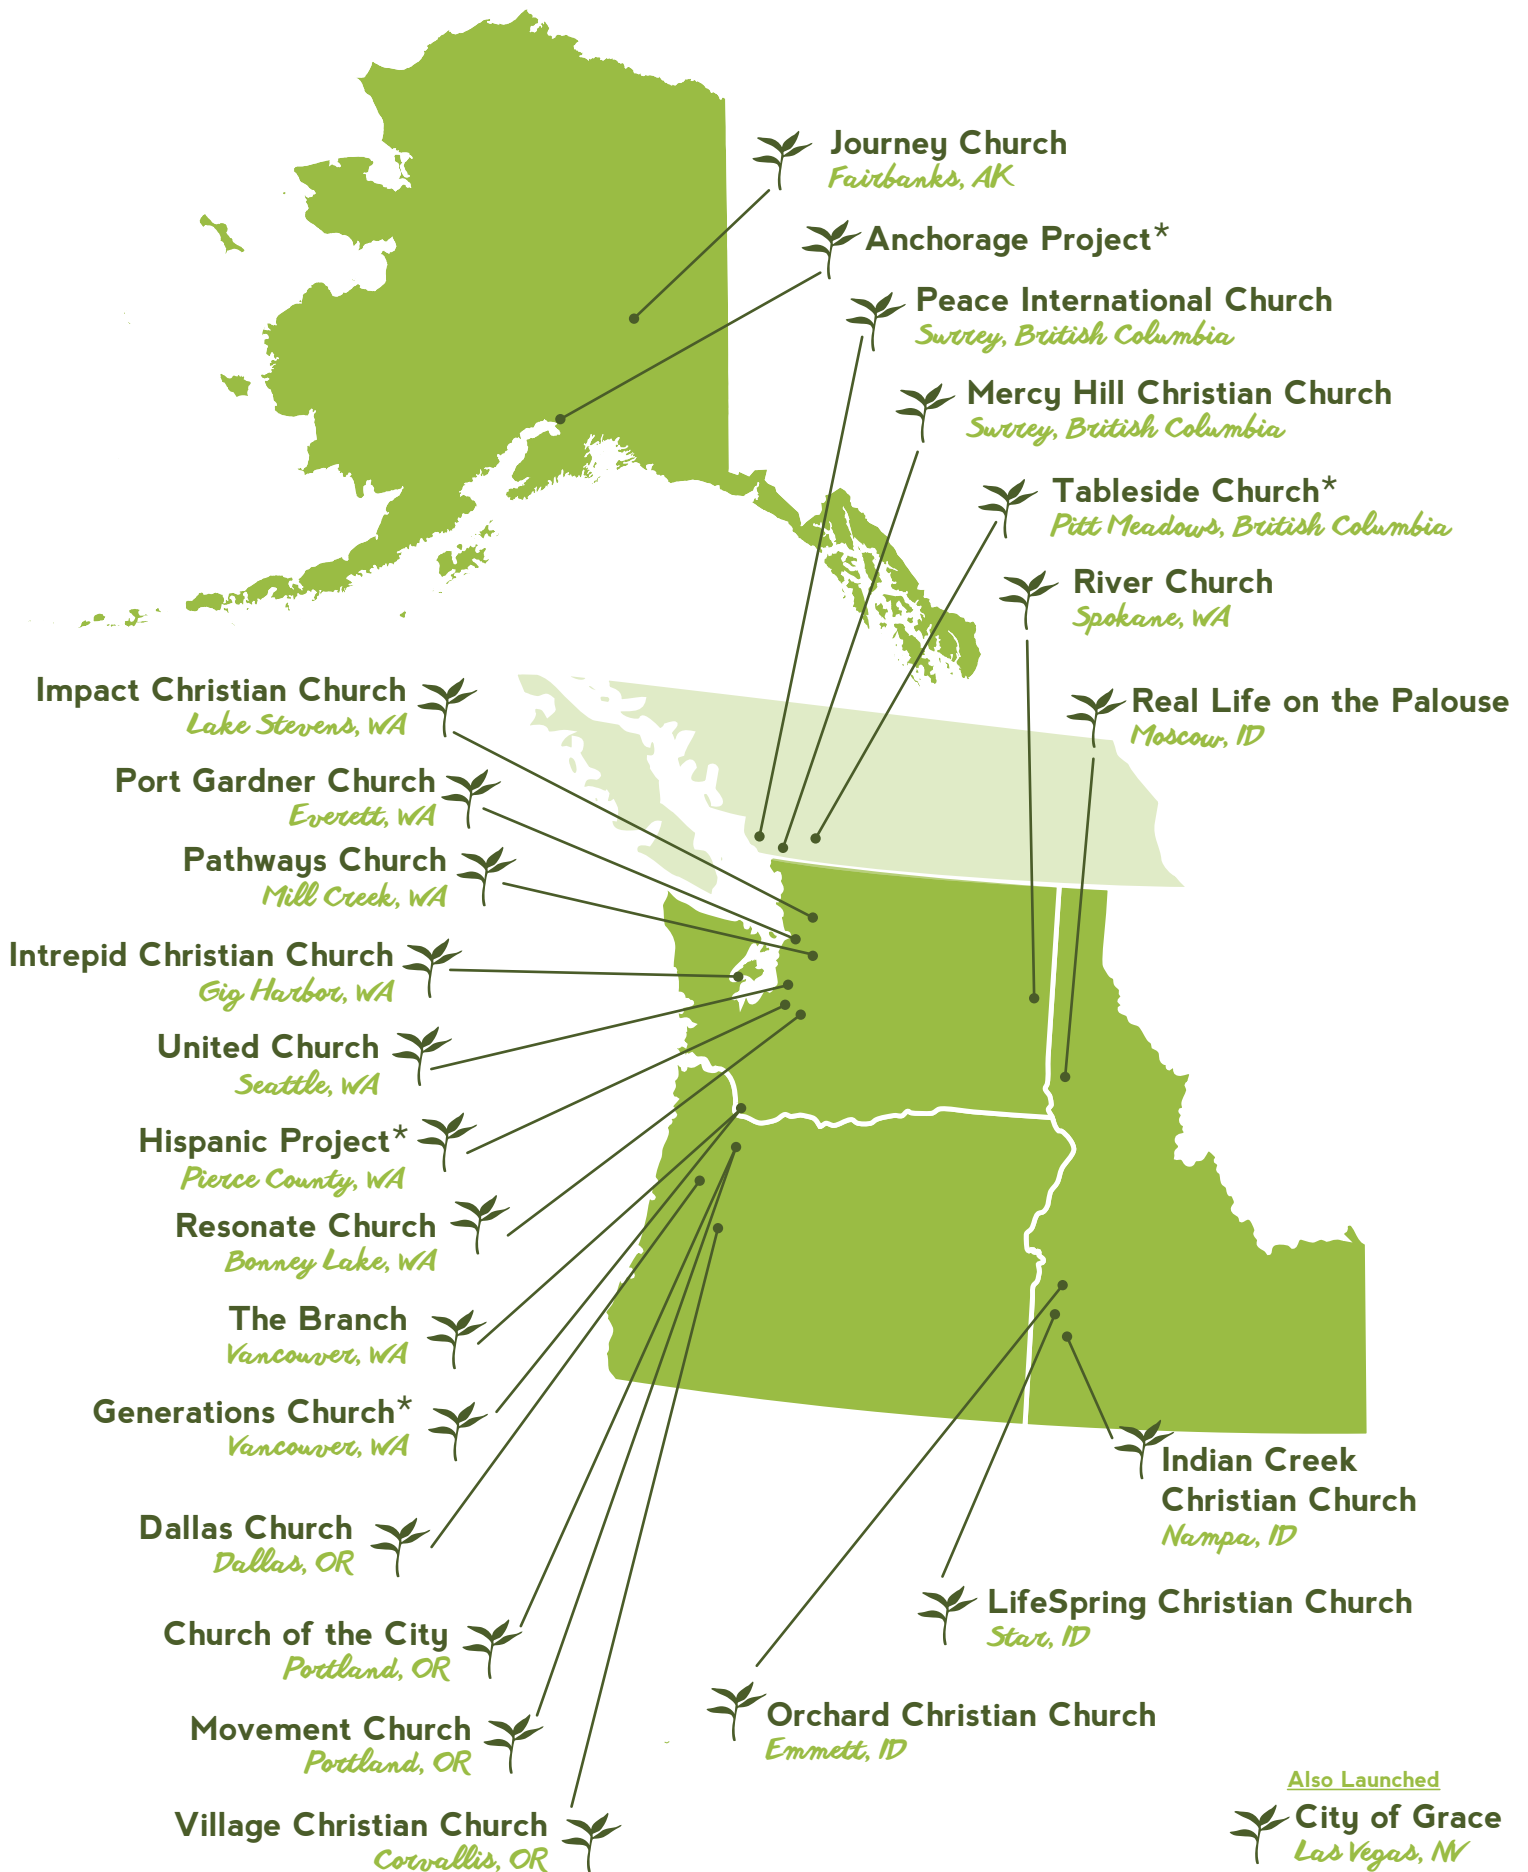 Journey Church
Fairbanks, AK
Anchorage Project*
Peace International Church
Surrey, British Columbia
Mercy Hill Christian Church
Surrey, British Columbia
Tableside Church*
Pitt Meadows, British Columbia
River Church
Spokane, WA
Real Life on the Palouse
Moscow, ID
Impact Christian Church
Lake Stevens, WA
Port Gardner Church
Everett, WA
Pathways Church
Mill Creek, WA
Intrepid Christian Church
Gig Harbor, WA
United Church
Seattle, WA
Hispanic Project*
Pierce County, WA
Resonate Church
Bonney Lake, WA
The Branch
Vancouver, WA
Generations Church*
Vancouver, WA
Dallas Church
Dallas, OR
Church of the City
Portland, OR
Movement Church
Portland, OR
Village Christian Church
Corvallis, OR
Indian Creek
Christian Church
Nampa, ID
LifeSpring Christian Church
Star, ID
Orchard Christian Church
Emmett, ID
Also Launched
City of Grace
Las Vegas, NV